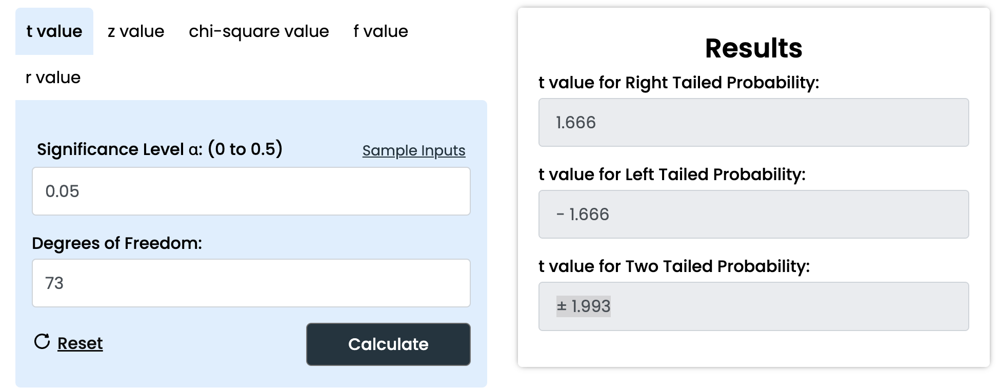 t value z value chi-square value f value
r value
Significance Level α: (0 to 0.5) Sample Inputs
0.05
Degrees of Freedom:
73
Reset Calculate
Results
t value for Right Tailed Probability:
1.666
t value for Left Tailed Probability:
- 1.666
t value for Two Tailed Probability:
± 1.993